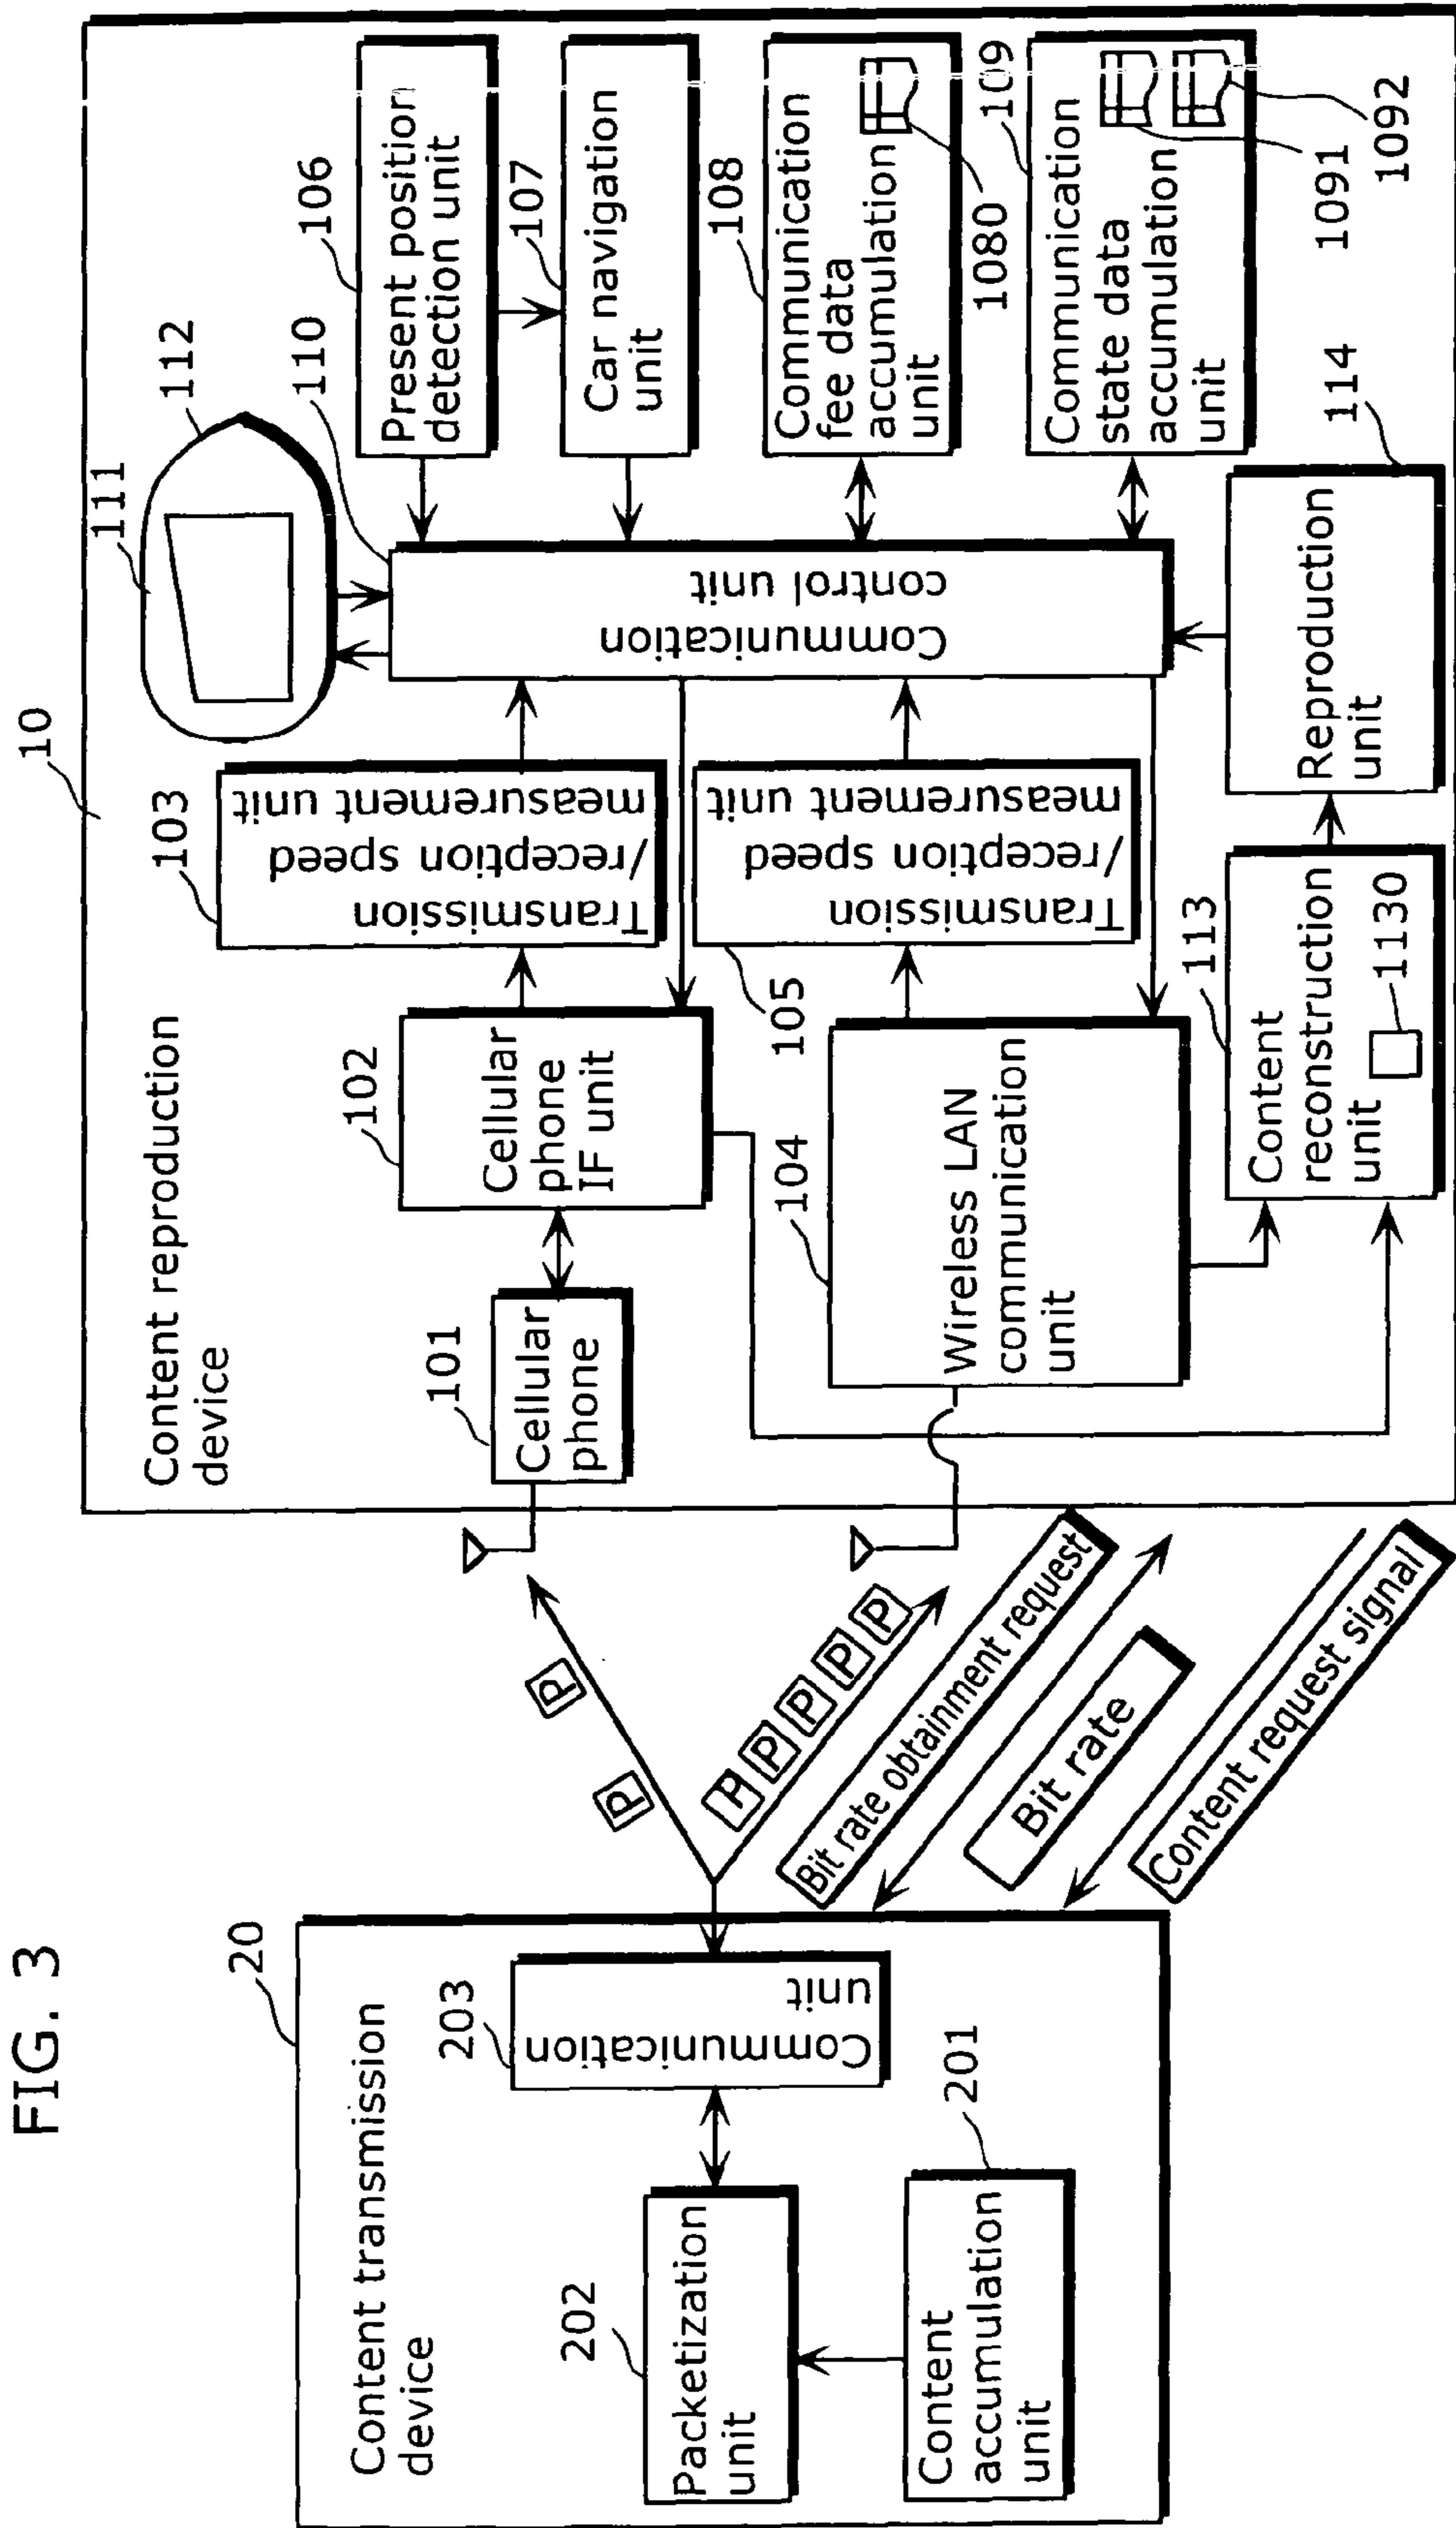 FIG. 3
20
Content transmission
device
203
Communication
unit
202
Packetization
unit
201
Content
accumulation
unit
P
P
P
P
P
P
P
Bit rate obtainment request
Bit rate
Content request signal
10
Content reproduction
device
101
Cellular
phone
102
Cellular
phone
IF unit
103
Transmission
/reception speed
measurement unit
104
Wireless LAN
communication
unit
105
Transmission
/reception speed
measurement unit
111
112
110
Communication
control unit
106
Present position
detection unit
107
Car navigation
unit
108
Communication
fee data
accumulation
unit
1080
109
Communication
state data
accumulation
unit
1091
1092
113
Content
reconstruction
unit
1130
114
Reproduction
unit